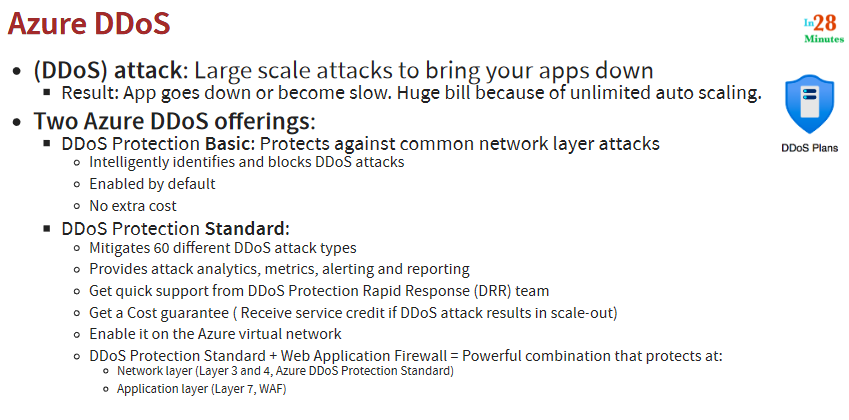 Azure DDoS
In28
Minutes
(DDoS) attack: Large scale attacks to bring your apps down
Result: App goes down or become slow. Huge bill because of unlimited auto scaling.
Two Azure DDoS offerings:
DDoS Protection Basic: Protects against common network layer attacks
Intelligently identifies and blocks DDoS attacks
Enabled by default
No extra cost
DDoS Protection Standard:
Mitigates 60 different DDoS attack types
Provides attack analytics, metrics, alerting and reporting
Get quick support from DDoS Protection Rapid Response (DRR) team
Get a Cost guarantee ( Receive service credit if DDoS attack results in scale-out)
Enable it on the Azure virtual network
DDoS Protection Standard + Web Application Firewall = Powerful combination that protects at:
Network layer (Layer 3 and 4, Azure DDoS Protection Standard)
Application layer (Layer 7, WAF)
DDoS Plans